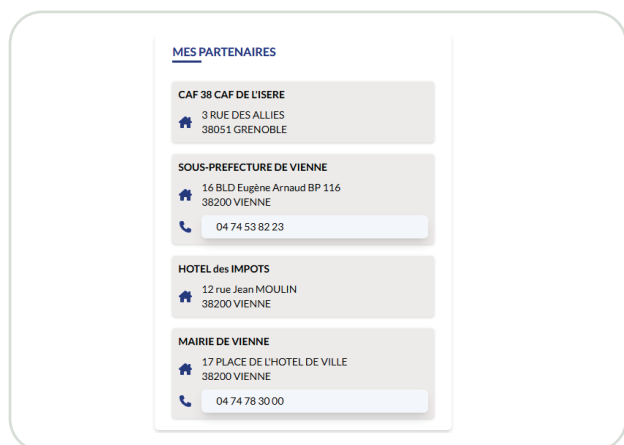 MES PARTENAIRES
CAF 38 CAF DE L'ISERE
3 RUE DES ALLIES
38051 GRENOBLE
SOUS-PREFECTURE DE VIENNE
16 BLD Eugène Arnaud BP 116
38200 VIENNE
04 74 53 82 23
HOTEL des IMPOTS
12 rue Jean MOULIN
38200 VIENNE
MAIRIE DE VIENNE
17 PLACE DE L'HOTEL DE VILLE
38200 VIENNE
04 74 78 30 00